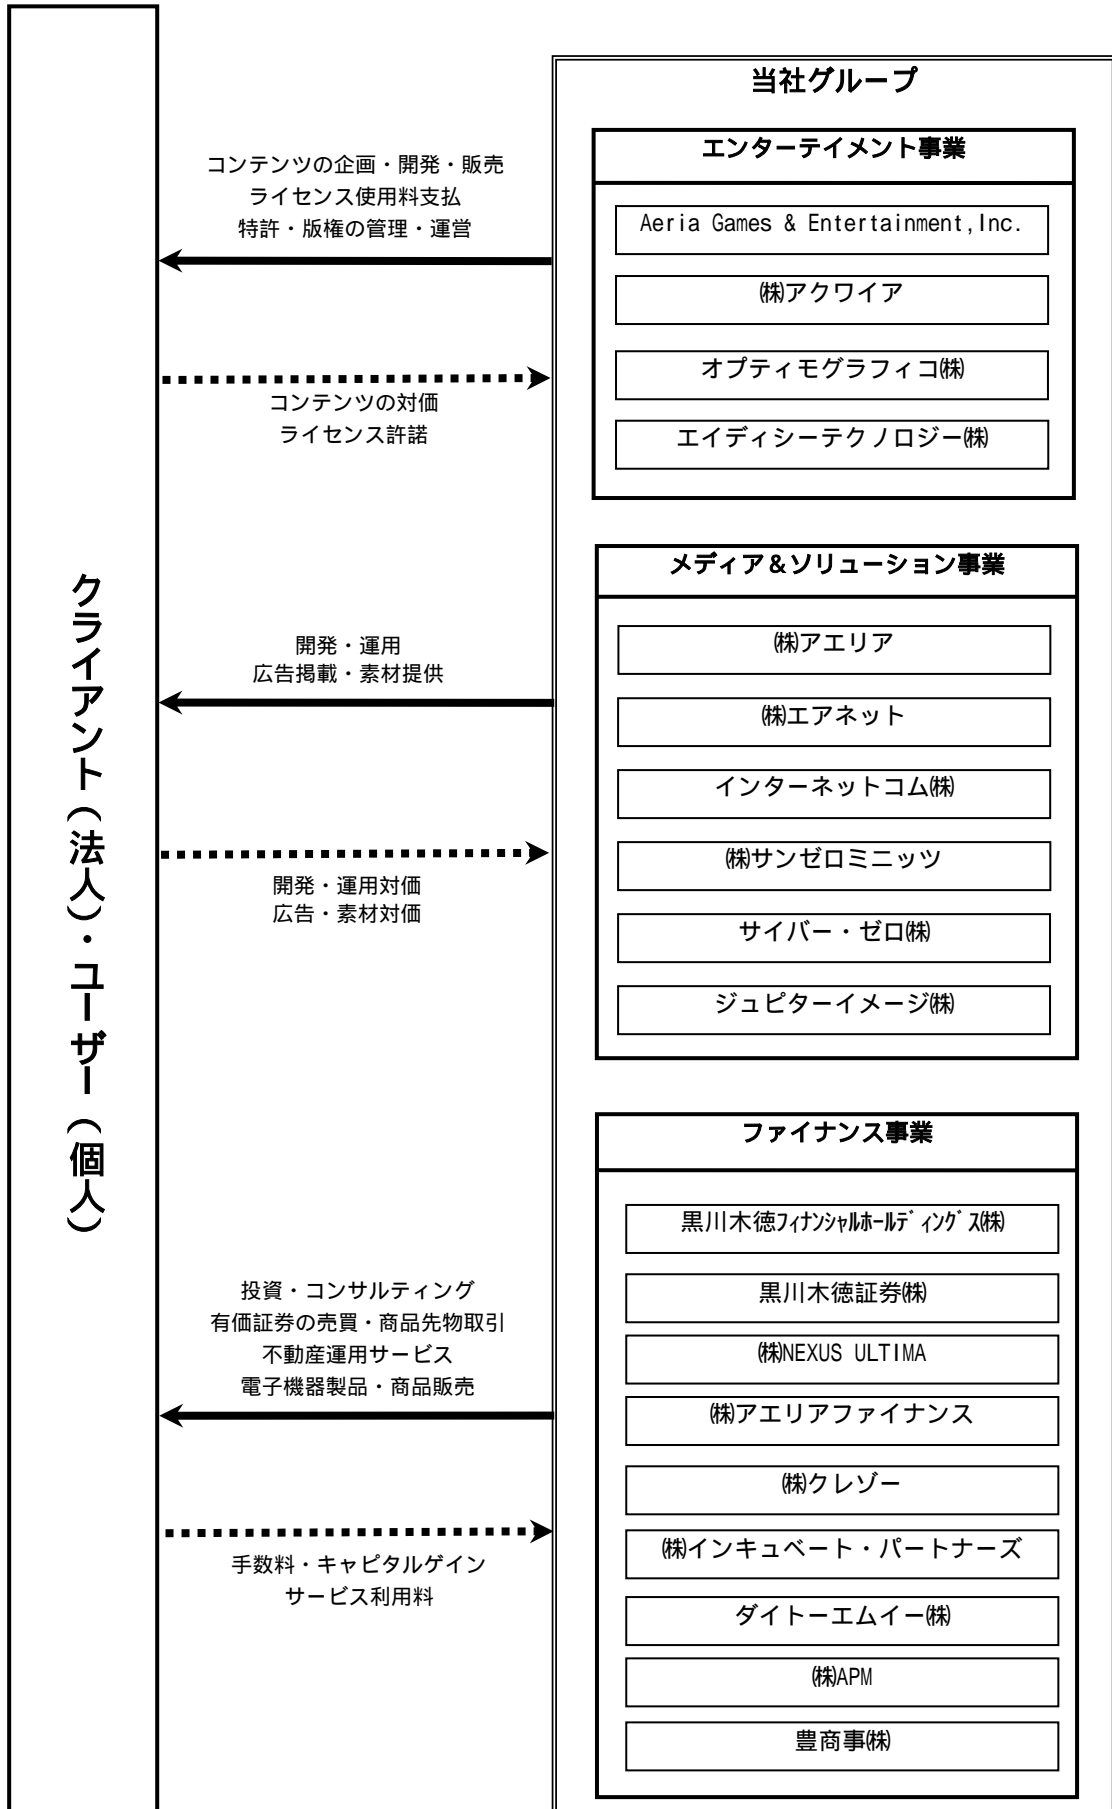 当社グループ
エンターテイメント事業
コンテンツの企画・開発・販売
ライセンス使用料支払
特許・版権の管理・運営
Aeria Games & Entertainment,Inc.
㈱アクワイア
オプティモグラフィコ㈱
コンテンツの対価
ライセンス許諾
エイディシーテクノロジー㈱
クライアント（法人）・ユーザー（個人）
メディア＆ソリューション事業
開発・運用
広告掲載・素材提供
㈱アエリア
㈱エアネット
インターネットコム㈱
㈱サンゼロミニッツ
開発・運用対価
広告・素材対価
サイバー・ゼロ㈱
ジュピターイメージ㈱
ファイナンス事業
黒川木徳ﾌｨﾅﾝｼｬﾙﾎｰﾙﾃﾞｨﾝｸﾞｽ㈱
投資・コンサルティング
有価証券の売買・商品先物取引
不動産運用サービス
電子機器製品・商品販売
黒川木徳証券㈱
㈱NEXUS ULTIMA
㈱アエリアファイナンス
㈱クレゾー
手数料・キャピタルゲイン
サービス利用料
㈱インキュベート・パートナーズ
ダイトーエムイー㈱
㈱APM
豊商事㈱